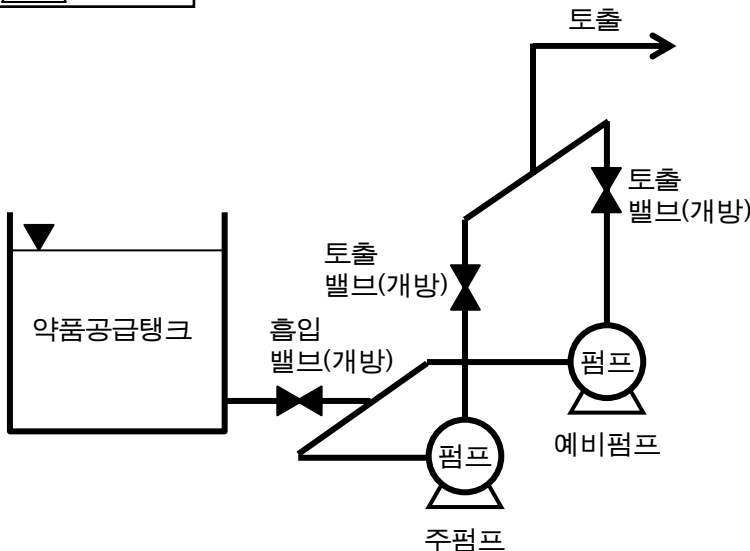 토출
토출
밸브(개방)
토출
밸브(개방)
약품공급탱크
흡입
밸브(개방)
펌프
예비펌프
펌프
주펌프